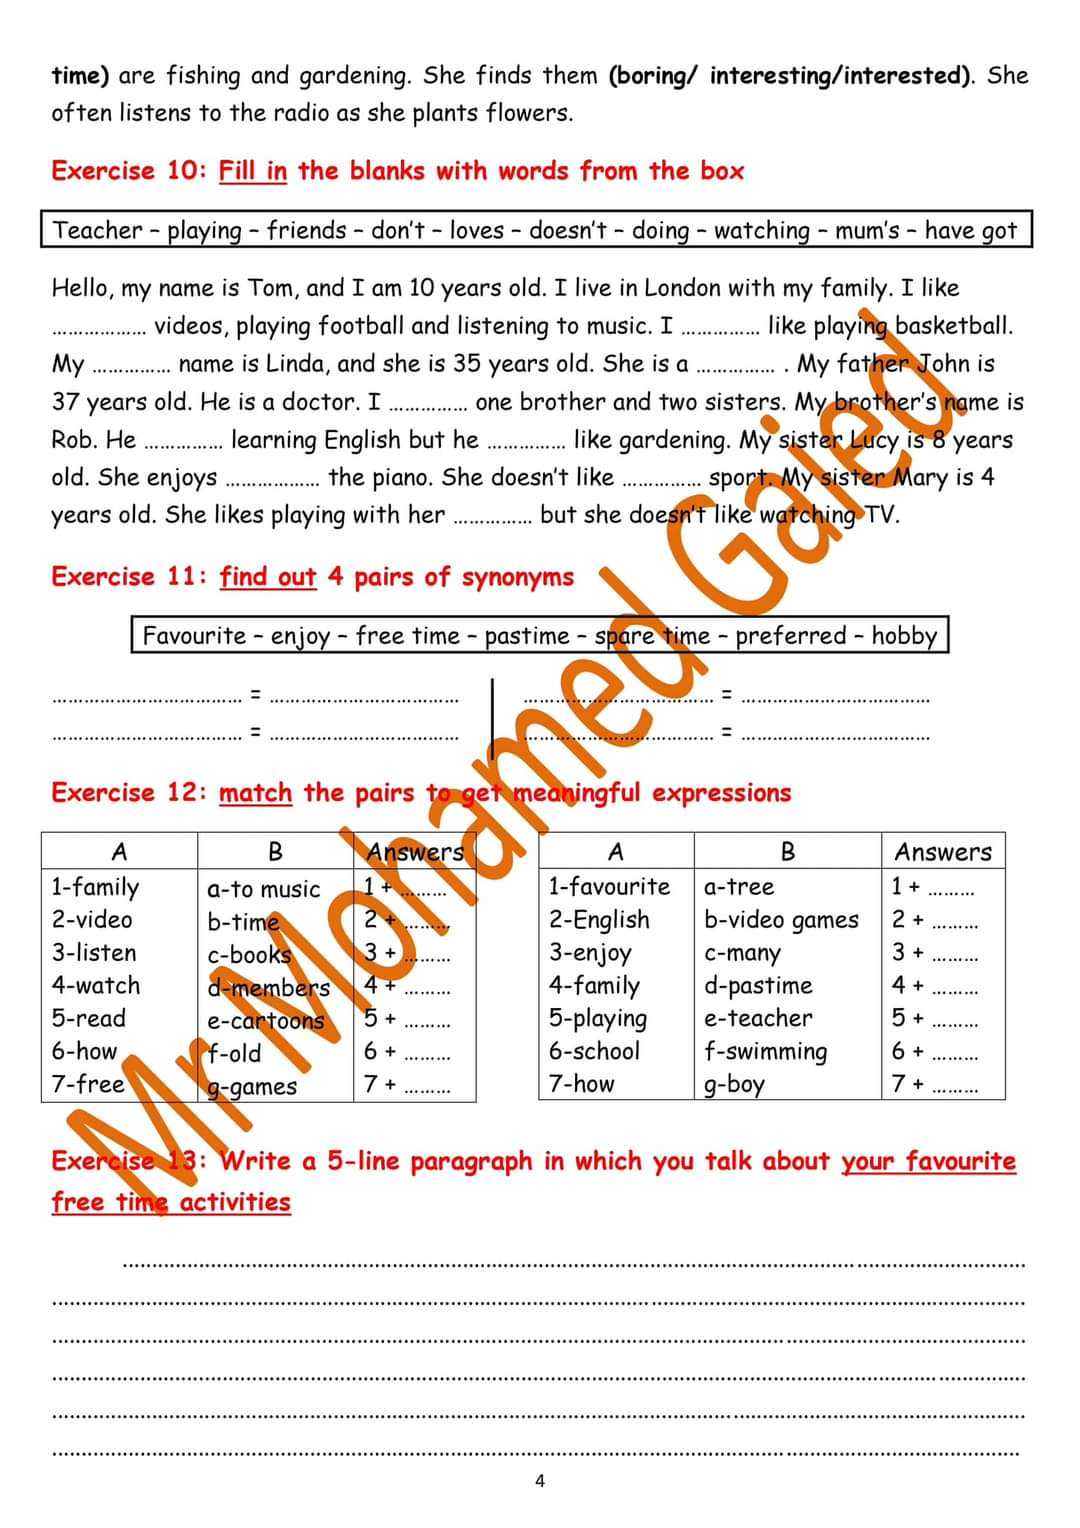 time) are fishing and gardening. She finds them (boring/ interesting/interested). She
often listens to the radio as she plants flowers.
Exercise 10: Fill in the blanks with words from the box
Teacher – playing – friends – don't – loves – doesn't – doing – watching – mum's – have got
Hello, my name is Tom, and I am 10 years old. I live in London with my family. I like
.................. videos, playing football and listening to music. I ............... like playing basketball.
My ............... name is Linda, and she is 35 years old. She is a ............... . My father John is
37 years old. He is a doctor. I ............... one brother and two sisters. My brother's name is
Rob. He ............... learning English but he ............... like gardening. My sister Lucy is 8 years
old. She enjoys .................. the piano. She doesn't like ............... sport. My sister Mary is 4
years old. She likes playing with her ............... but she doesn't like watching TV.
Exercise 11: find out 4 pairs of synonyms
Favourite – enjoy – free time – pastime – spare time – preferred – hobby
.................................... = .................................... .................................... = ....................................
.................................... = .................................... .................................... = ....................................
Exercise 12: match the pairs to get meaningful expressions
A B Answers
1-family a-to music 1 + .........
2-video b-time 2 + .........
3-listen c-books 3 + .........
4-watch d-members 4 + .........
5-read e-cartoons 5 + .........
6-how f-old 6 + .........
7-free g-games 7 + .........
A B Answers
1-favourite a-tree 1 + .........
2-English b-video games 2 + .........
3-enjoy c-many 3 + .........
4-family d-pastime 4 + .........
5-playing e-teacher 5 + .........
6-school f-swimming 6 + .........
7-how g-boy 7 + .........
Exercise 13: Write a 5-line paragraph in which you talk about your favourite
free time activities
Mr Mohamed Gaied
4